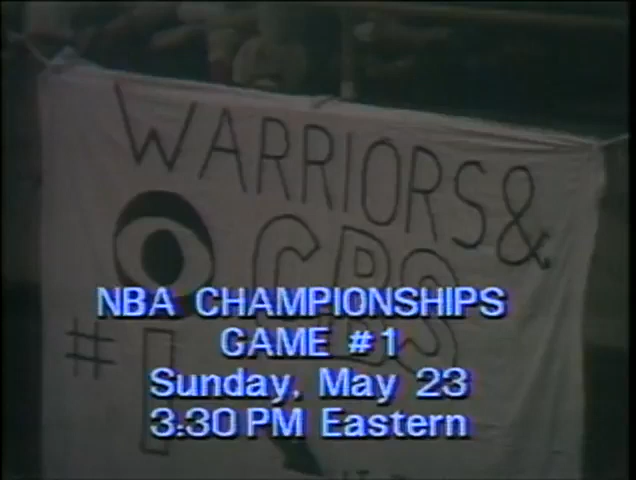 WARRIORS &
CBS
#1
NBA CHAMPIONSHIPS
GAME #1
Sunday, May 23
3:30 PM Eastern